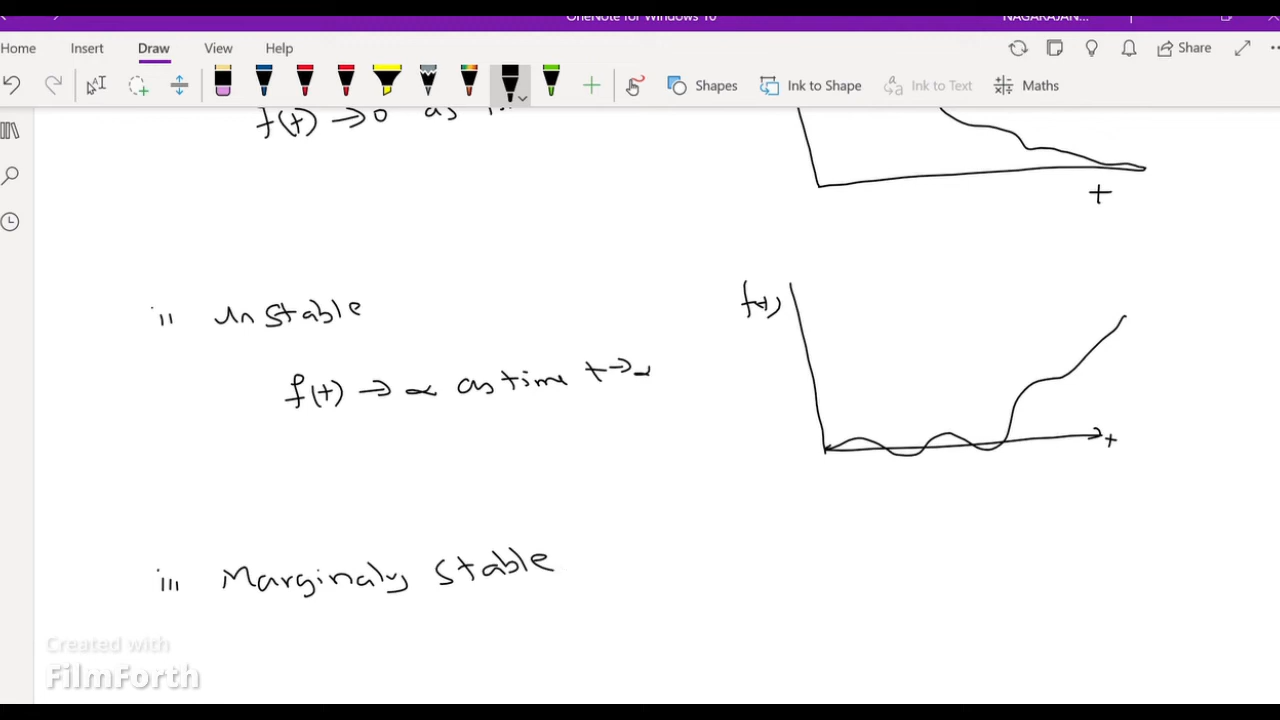 OneNote for Windows 10 NAGARAJAN...
Home Insert Draw View Help Share
Shapes Ink to Shape Ink to Text Maths
f(t) → 0 as
t
ii Unstable
f(t)
f(t) → ∝ as time t → ∝
t
iii Marginaly Stable
Created with
FilmForth